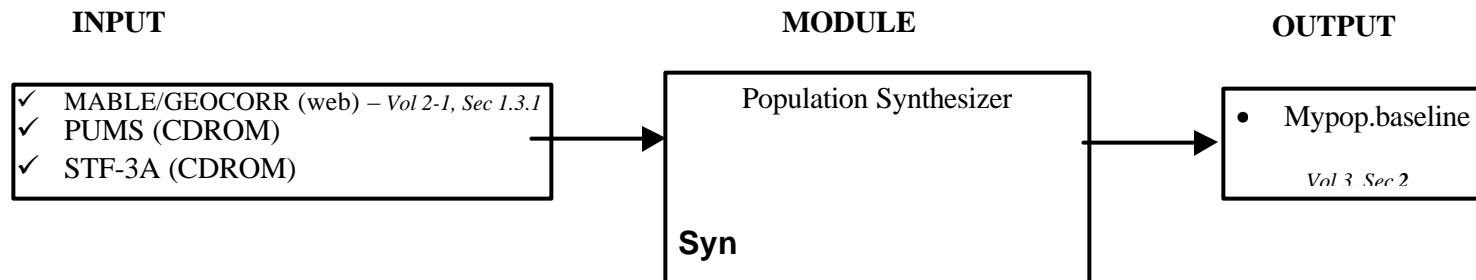 INPUT
MODULE
OUTPUT
✓ MABLE/GEOCORR (web) – Vol 2-1, Sec 1.3.1
✓ PUMS (CDROM)
✓ STF-3A (CDROM)
Population Synthesizer
Syn
• Mypop.baseline
Vol 3 Sec 2